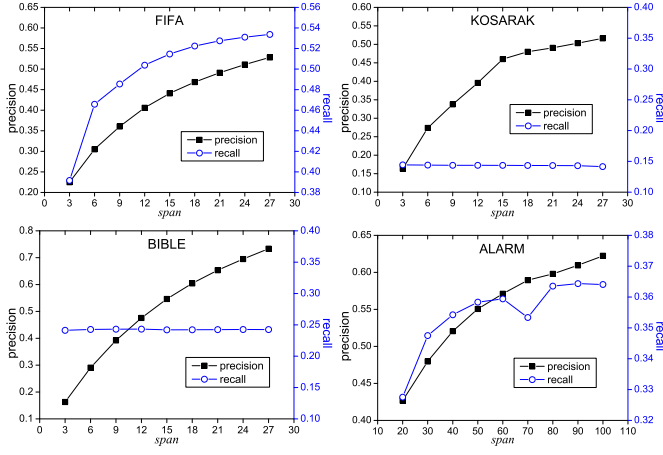 FIFA
0.65
0.60
0.55
0.50
0.45
0.40
0.35
0.30
0.25
0.20
precision
0.56
0.54
0.52
0.50
0.48
0.46
0.44
0.42
0.40
0.38
recall
precision
recall
0 3 6 9 12 15 18 21 24 27 30
span
KOSARAK
0.60
0.55
0.50
0.45
0.40
0.35
0.30
0.25
0.20
0.15
0.10
precision
0.40
0.35
0.30
0.25
0.20
0.15
0.10
recall
precision
recall
0 3 6 9 12 15 18 21 24 27 30
span
BIBLE
0.8
0.7
0.6
0.5
0.4
0.3
0.2
0.1
precision
0.40
0.35
0.30
0.25
0.20
0.15
0.10
recall
precision
recall
0 3 6 9 12 15 18 21 24 27 30
span
ALARM
0.65
0.60
0.55
0.50
0.45
0.40
precision
0.38
0.37
0.36
0.35
0.34
0.33
0.32
recall
precision
recall
10 20 30 40 50 60 70 80 90 100 110
span